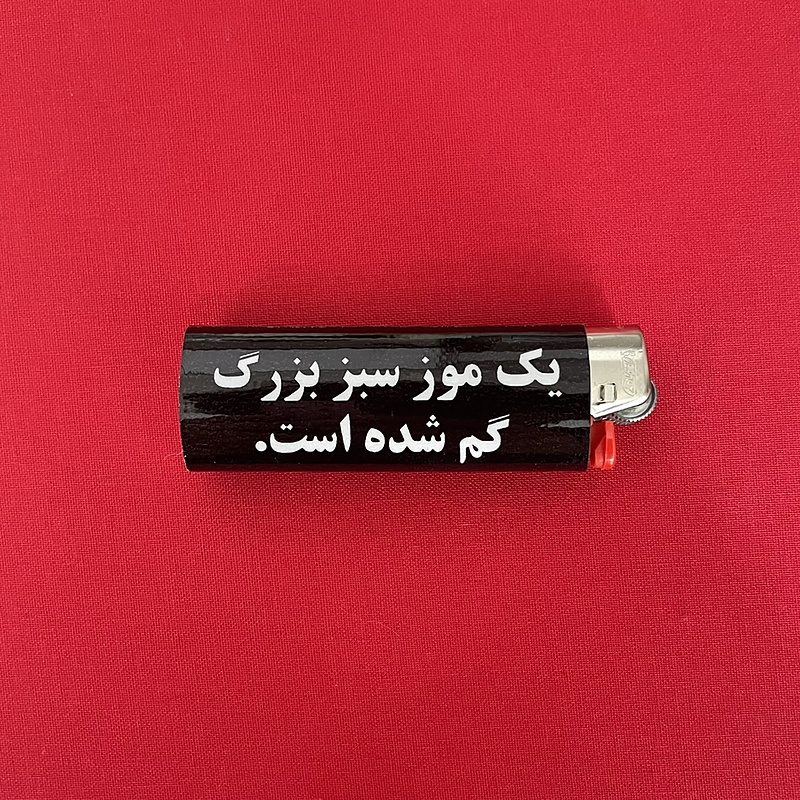 یک موز سبز بزرگ
گم شده است.